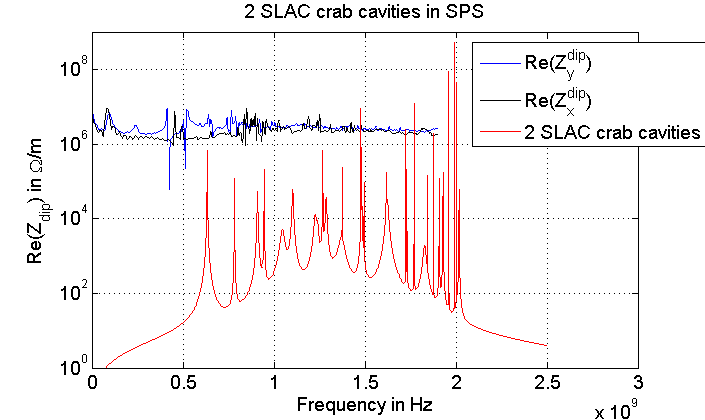 2 SLAC crab cavities in SPS
Re(Z_y^dip)
Re(Z_x^dip)
2 SLAC crab cavities
Re(Z_dip) in Ω/m
10^8
10^6
10^4
10^2
10^0
0 0.5 1 1.5 2 2.5 3
Frequency in Hz
x 10^9